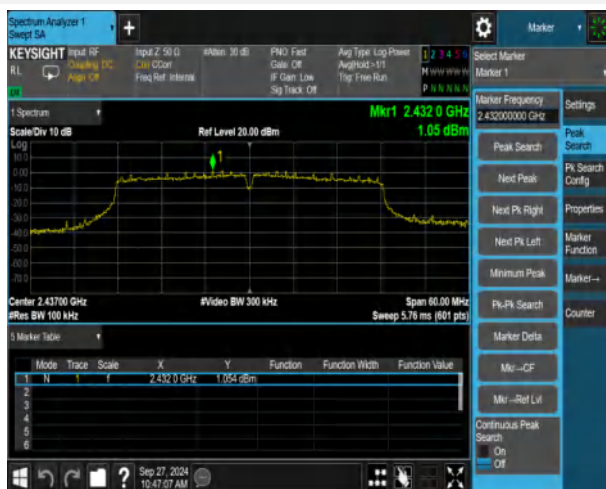 Spectrum Analyzer 1
Swept SA
Marker
KEYSIGHT
Input: RF
Coupling: DC
Align: Off
Input Z: 50 Ω
Corr CCorr
Freq Ref: Internal
#Atten: 30 dB
PNO: Fast
Gate: Off
IF Gain: Low
Sig Track: Off
Avg Type: Log-Power
Avg|Hold:>1/1
Trig: Free Run
1 2 3 4 5 6
M W W W W W
P N N N N N
RL
Select Marker
Marker 1
1 Spectrum
Mkr1 2.432 0 GHz
1.05 dBm
Scale/Div 10 dB
Ref Level 20.00 dBm
Log
10.0
0.00
-10.0
-20.0
-30.0
-40.0
-50.0
-60.0
-70.0
1
Center 2.43700 GHz
#Res BW 100 kHz
#Video BW 300 kHz
Span 60.00 MHz
Sweep 5.76 ms (601 pts)
5 Marker Table
Mode Trace Scale X Y Function Function Width Function Value
1 N 1 f 2.432 0 GHz 1.054 dBm
2
3
4
5
6
Marker Frequency
2.432000000 GHz
Peak Search
Next Peak
Next Pk Right
Next Pk Left
Minimum Peak
Pk-Pk Search
Marker Delta
Mkr→CF
Mkr→Ref Lvl
Continuous Peak
Search
On
Off
Settings
Peak
Search
Pk Search
Config
Properties
Marker
Function
Marker→
Counter
Sep 27, 2024
10:47:07 AM